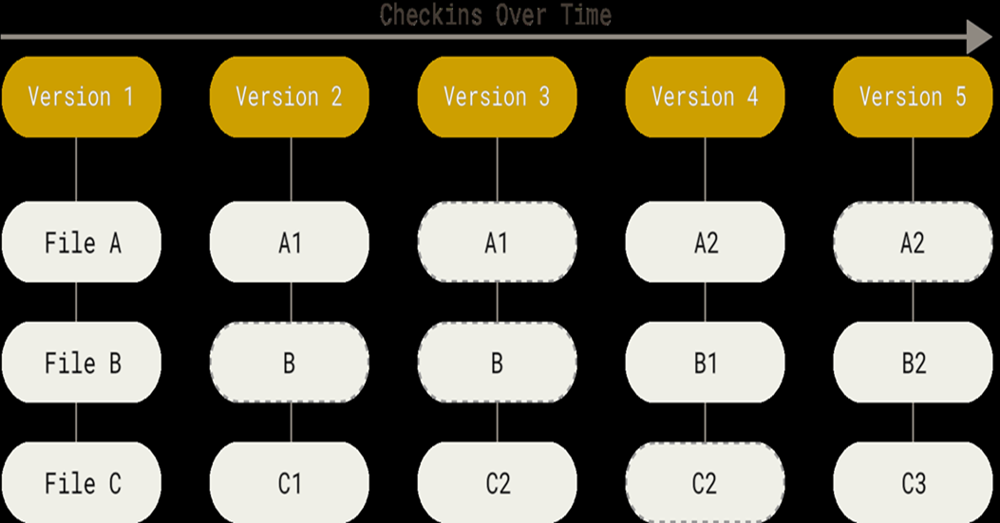 Checkins Over Time
Version 1 Version 2 Version 3 Version 4 Version 5
File A A1 A1 A2 A2
File B B B B1 B2
File C C1 C2 C2 C3